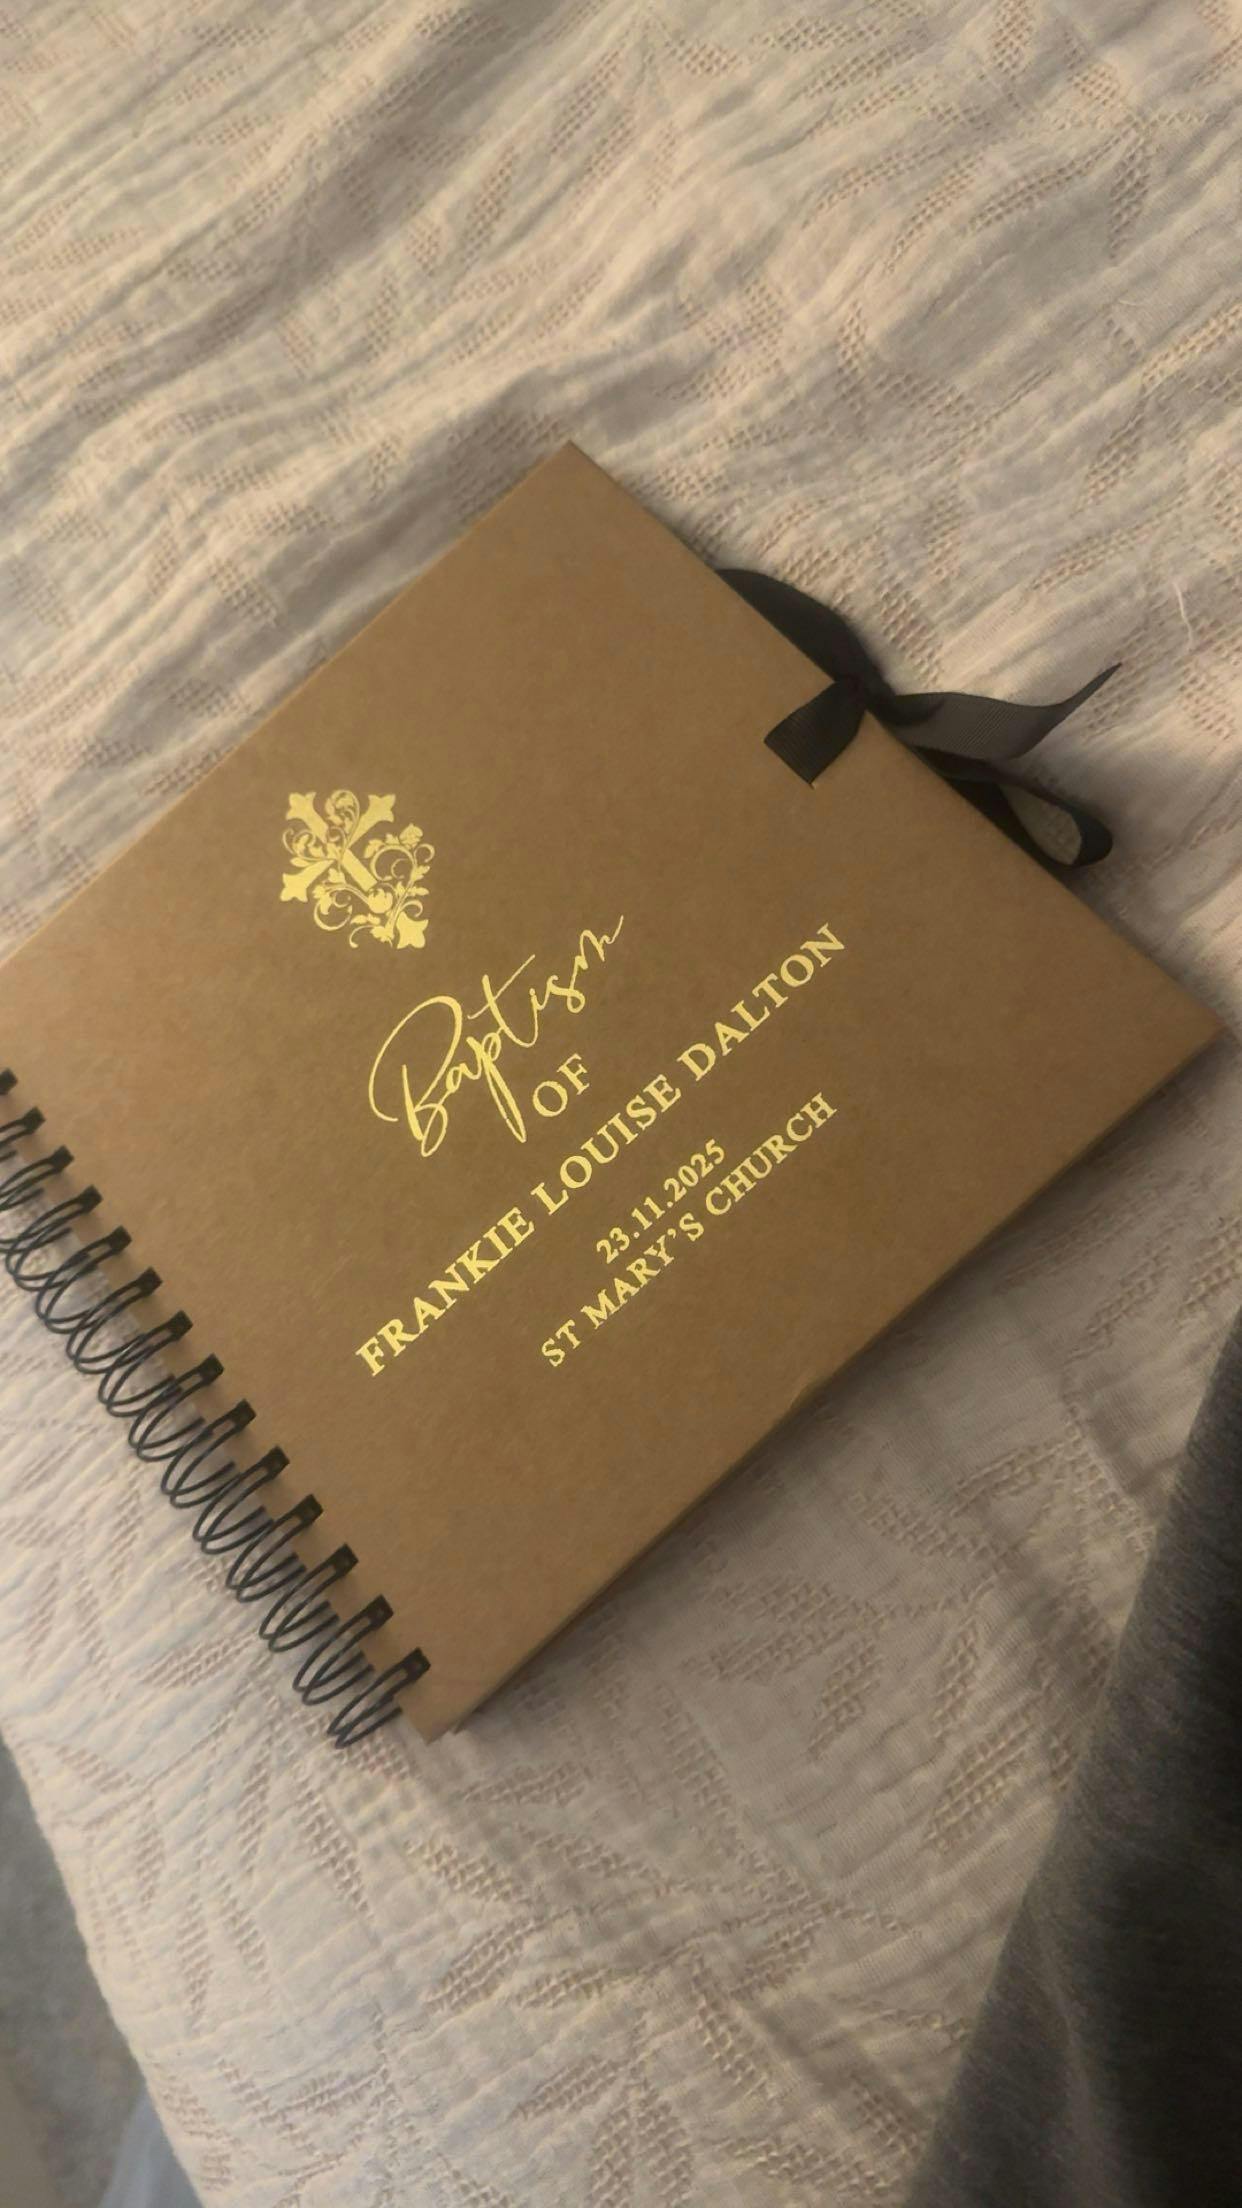 Baptism
OF
FRANKIE LOUISE DALTON
23.11.2025
ST MARY'S CHURCH